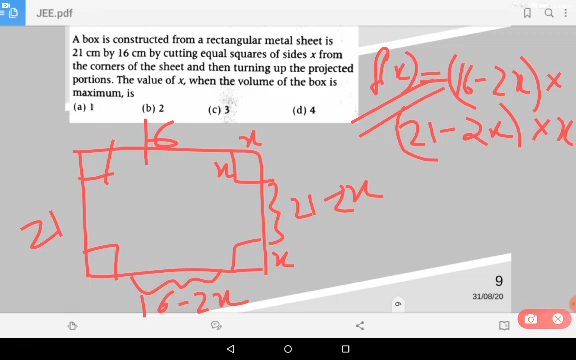 JEE.pdf
A box is constructed from a rectangular metal sheet is
21 cm by 16 cm by cutting equal squares of sides x from
the corners of the sheet and then turning up the projected
portions. The value of x, when the volume of the box is
maximum, is
(a) 1 (b) 2 (c) 3 (d) 4
f(x) = (16-2x) ×
(21-2x) × x
16
x
x
21
21-2x
x
16-2x
9
31/08/20